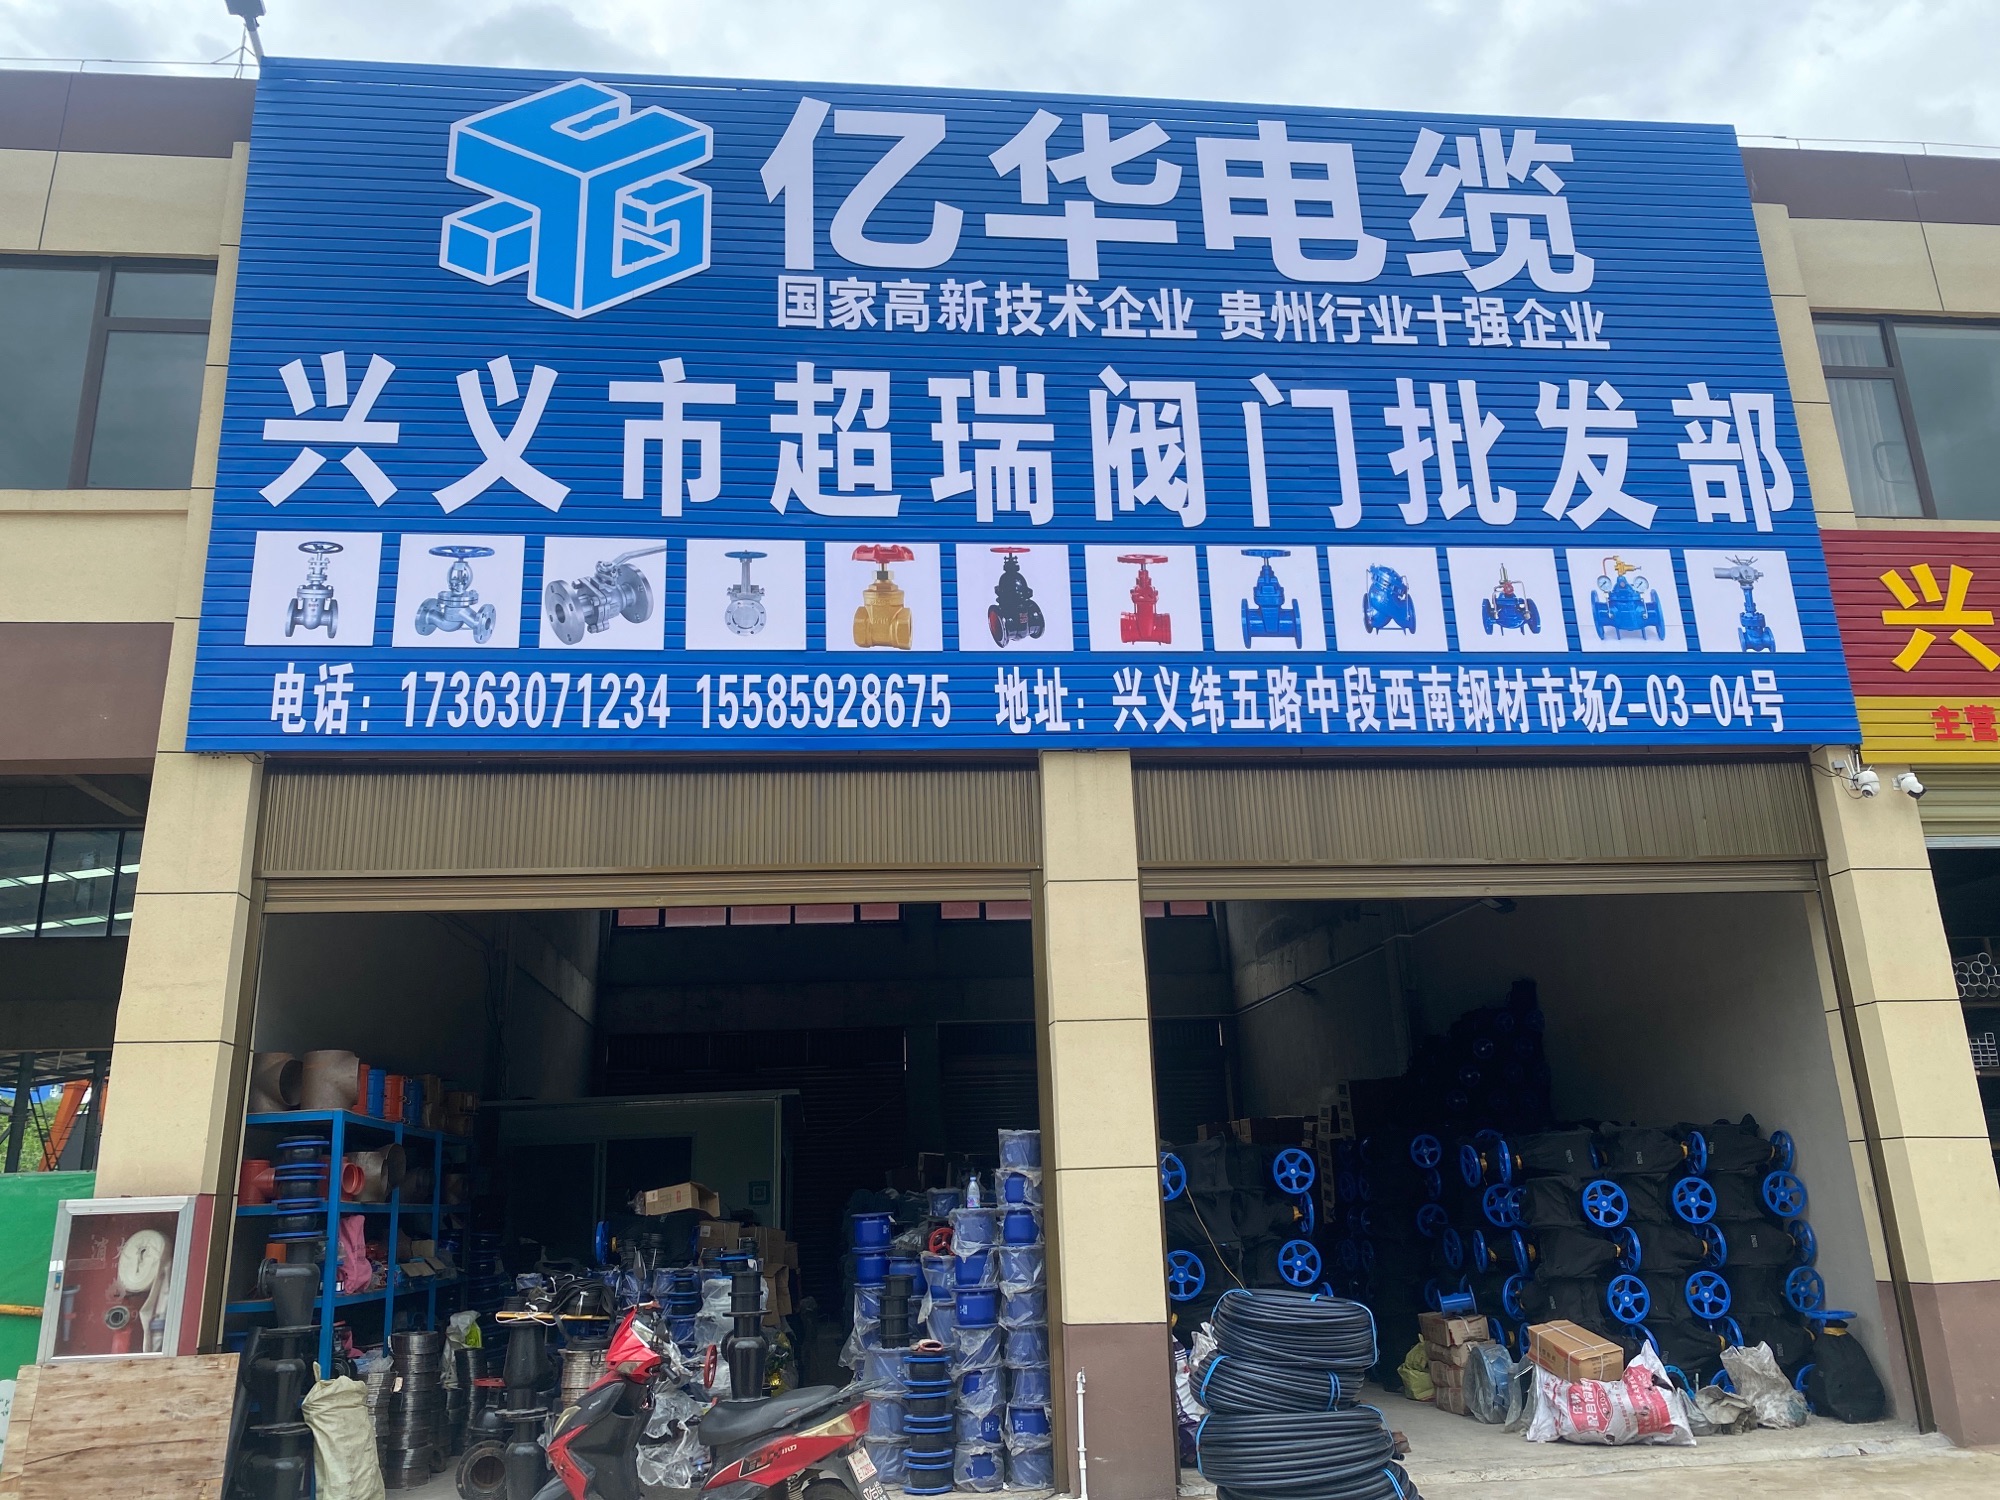 亿华电缆
国家高新技术企业 贵州行业十强企业
兴义市超瑞阀门批发部
电话：17363071234 15585928675 地址：兴义纬五路中段西南钢材市场2-03-04号
兴
主营